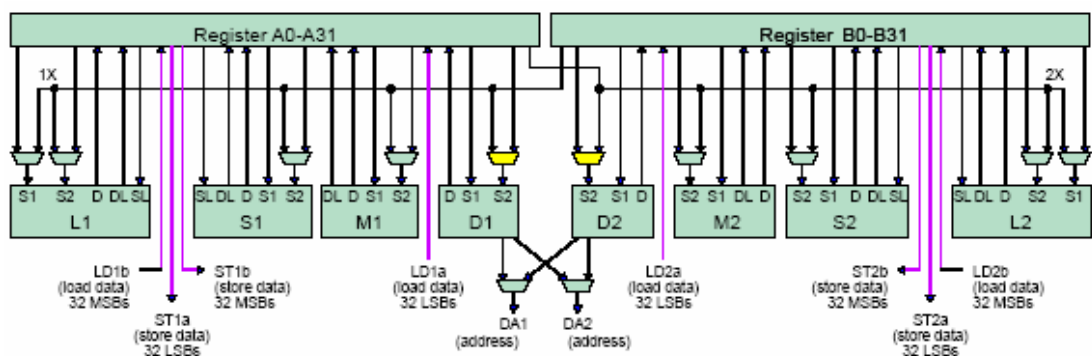 Register A0-A31
Register B0-B31
1X
2X
S1 S2 D DL SL
SL DL D S1 S2
DL D S1 S2
D S1 S2
S2 S1 D
S2 S1 DL D
S2 S1 D DL SL
SL DL D S2 S1
L1
S1
M1
D1
D2
M2
S2
L2
LD1b
(load data)
32 MSBs
ST1a
(store data)
32 LSBs
ST1b
(store data)
32 MSBs
LD1a
(load data)
32 LSBs
DA1
(address)
DA2
(address)
LD2a
(load data)
32 LSBs
ST2b
(store data)
32 MSBs
ST2a
(store data)
32 LSBs
LD2b
(load data)
32 MSBs